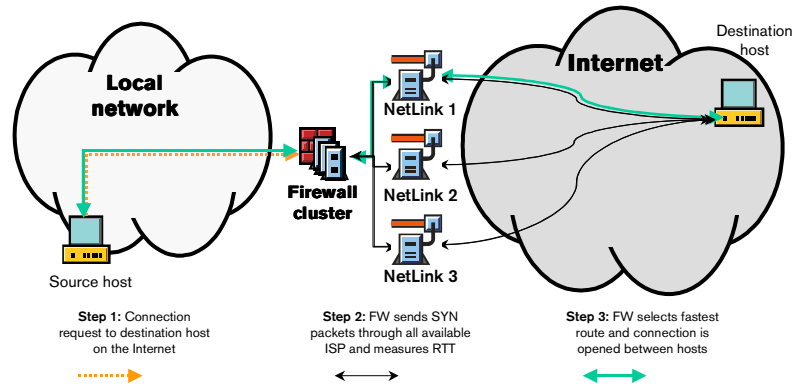 Local
network
Internet
Destination
host
NetLink 1
Firewall
cluster
NetLink 2
NetLink 3
Source host
Step 1: Connection
request to destination host
on the Internet
Step 2: FW sends SYN
packets through all available
ISP and measures RTT
Step 3: FW selects fastest
route and connection is
opened between hosts